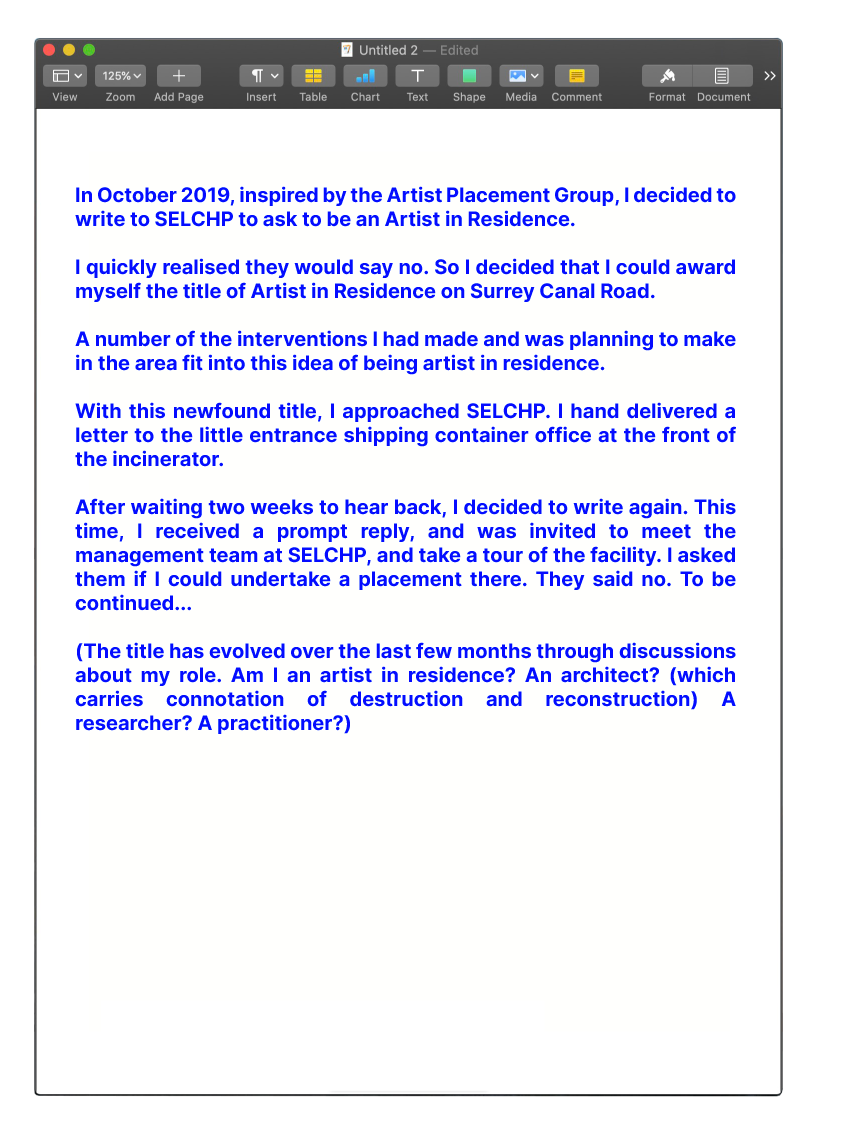 Untitled 2 — Edited
125%
View Zoom Add Page Insert Table Chart Text Shape Media Comment Format Document
In October 2019, inspired by the Artist Placement Group, I decided to
write to SELCHP to ask to be an Artist in Residence.
I quickly realised they would say no. So I decided that I could award
myself the title of Artist in Residence on Surrey Canal Road.
A number of the interventions I had made and was planning to make
in the area fit into this idea of being artist in residence.
With this newfound title, I approached SELCHP. I hand delivered a
letter to the little entrance shipping container office at the front of
the incinerator.
After waiting two weeks to hear back, I decided to write again. This
time, I received a prompt reply, and was invited to meet the
management team at SELCHP, and take a tour of the facility. I asked
them if I could undertake a placement there. They said no. To be
continued...
(The title has evolved over the last few months through discussions
about my role. Am I an artist in residence? An architect? (which
carries connotation of destruction and reconstruction) A
researcher? A practitioner?)